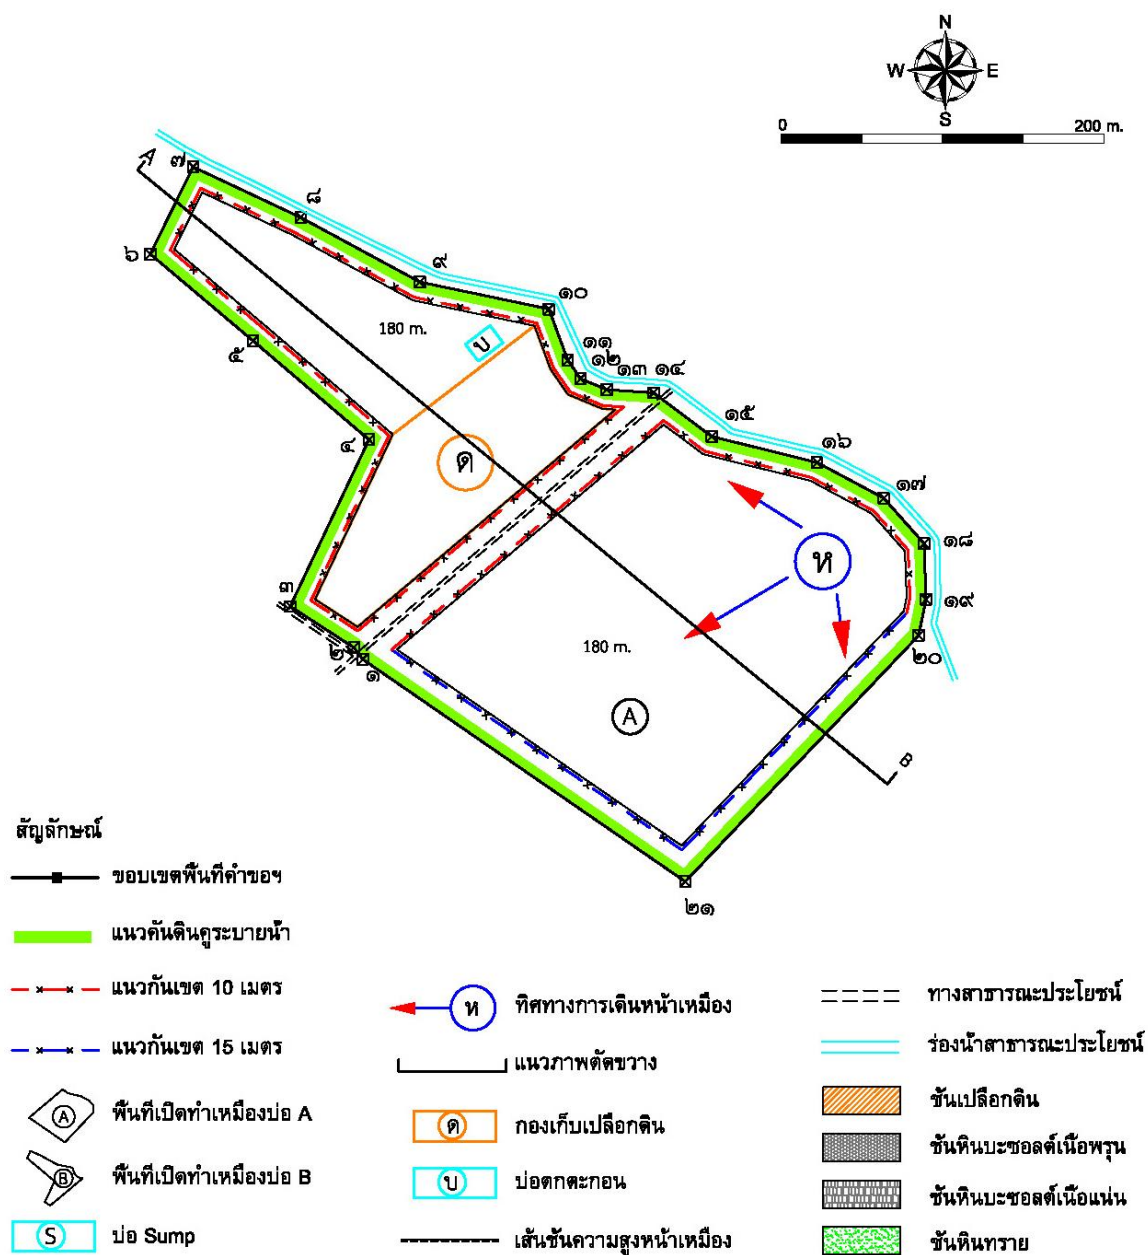 N
W E
S
0 200 m.
A
๗
๘
๖
๙
๑๐
180 m.
บ
๑๑
๕
๑๒
๑๓
๑๔
๑๕
๔
ด
๑๖
๑๗
ห
๑๘
๓
๑๙
๒
180 m.
๒๐
๑
A
B
๒๑
สัญลักษณ์
ขอบเขตพื้นที่คำขอฯ
แนวคันดินคูระบายน้ำ
แนวกันเขต 10 เมตร
แนวกันเขต 15 เมตร
A พื้นที่เปิดทำเหมืองบ่อ A
B พื้นที่เปิดทำเหมืองบ่อ B
S บ่อ Sump
ห ทิศทางการเดินหน้าเหมือง
แนวภาพตัดขวาง
ด กองเก็บเปลือกดิน
บ บ่อตกตะกอน
เส้นชั้นความสูงหน้าเหมือง
ทางสาธารณะประโยชน์
ร่องน้ำสาธารณะประโยชน์
ชั้นเปลือกดิน
ชั้นหินบะซอลต์เนื้อพรุน
ชั้นหินบะซอลต์เนื้อแน่น
ชั้นหินทราย